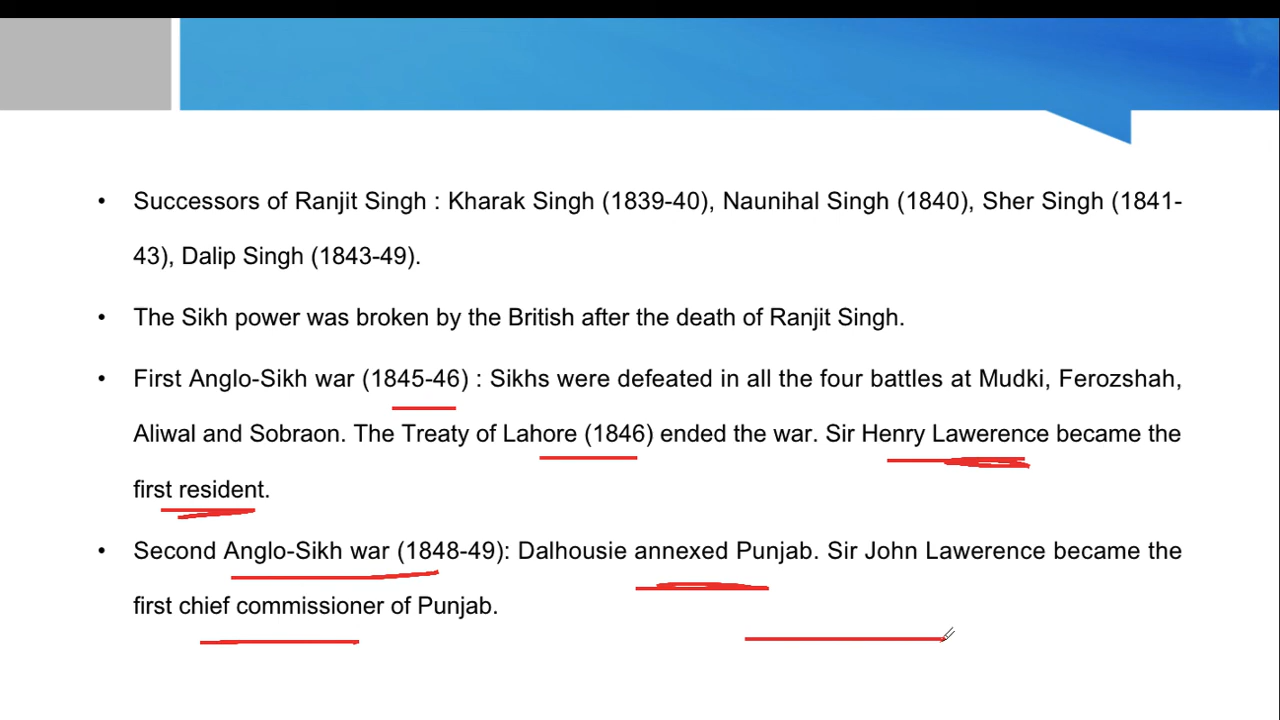 • Successors of Ranjit Singh : Kharak Singh (1839-40), Naunihal Singh (1840), Sher Singh (1841-
43), Dalip Singh (1843-49).
• The Sikh power was broken by the British after the death of Ranjit Singh.
• First Anglo-Sikh war (1845-46) : Sikhs were defeated in all the four battles at Mudki, Ferozshah,
Aliwal and Sobraon. The Treaty of Lahore (1846) ended the war. Sir Henry Lawerence became the
first resident.
• Second Anglo-Sikh war (1848-49): Dalhousie annexed Punjab. Sir John Lawerence became the
first chief commissioner of Punjab.